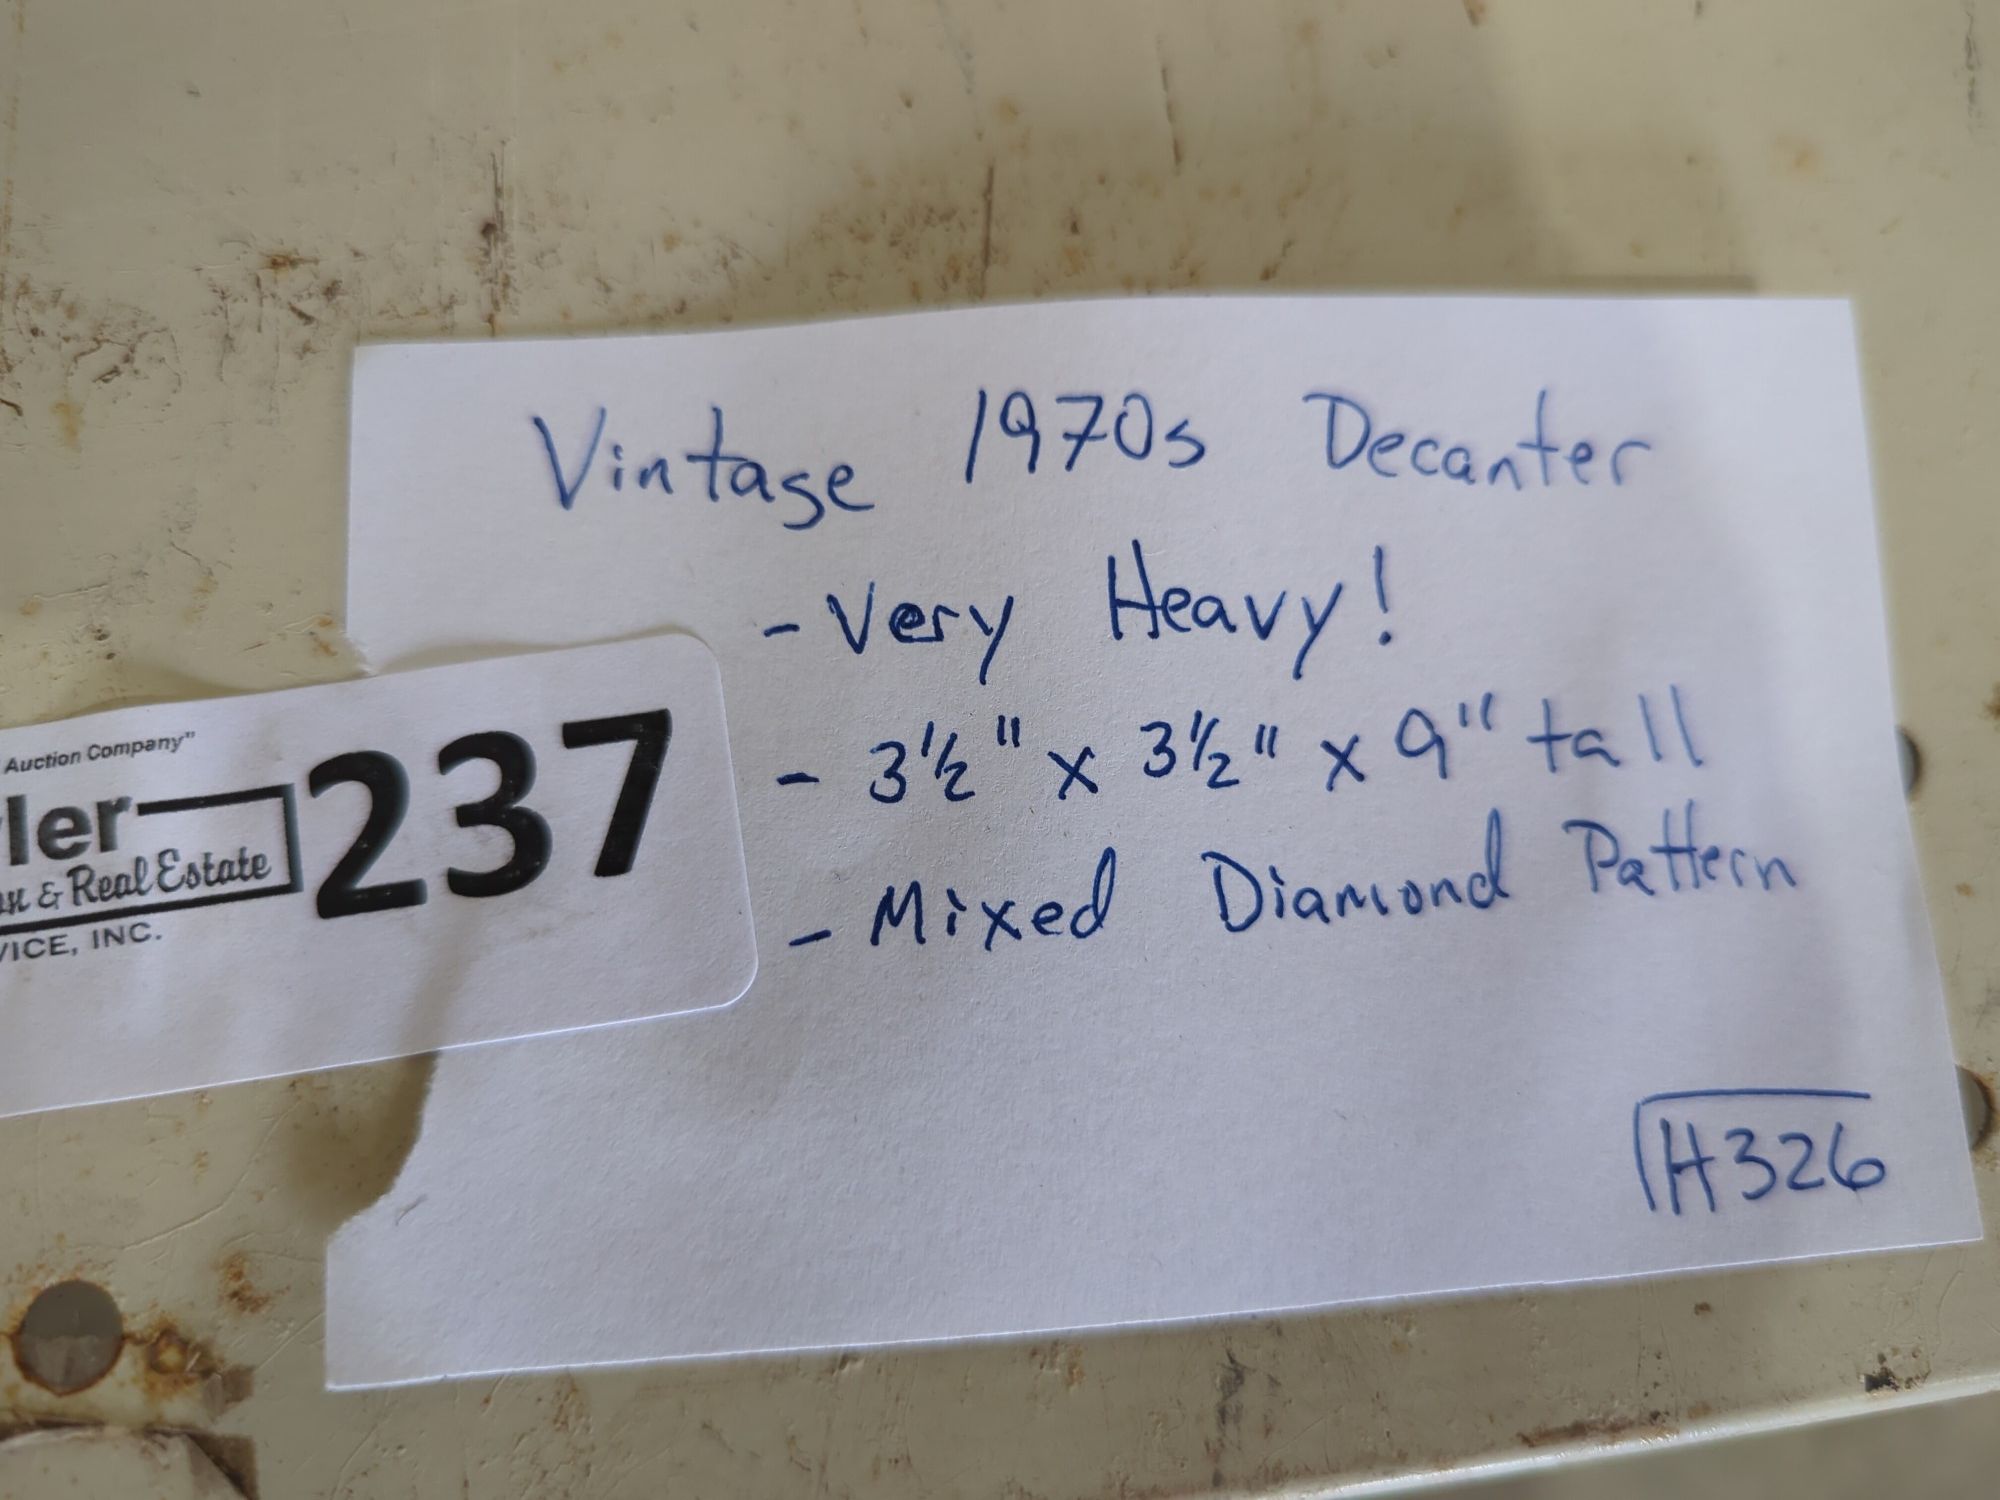 Vintage 1970s Decanter
- Very Heavy!
- 3½" x 3½" x 9" tall
- Mixed Diamond Pattern
H326
Auction Company"
ler
& Real Estate
VICE, INC.
237